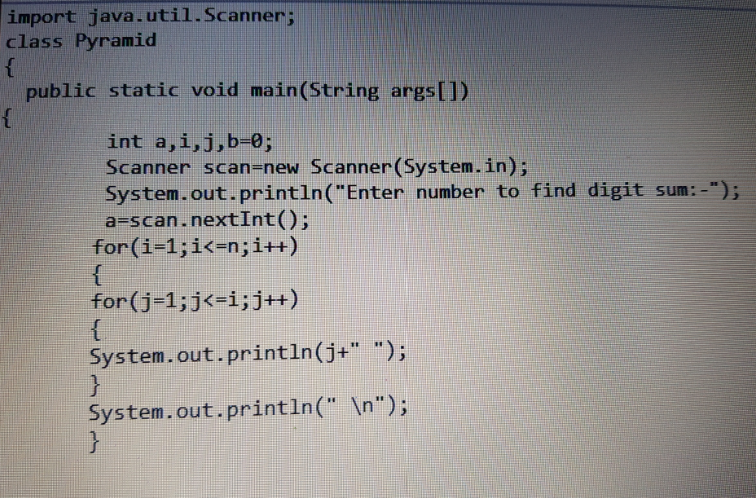 import java.util.Scanner;
class Pyramid
{
public static void main(String args[])
{
int a,i,j,b=0;
Scanner scan=new Scanner(System.in);
System.out.println("Enter number to find digit sum:-");
a=scan.nextInt();
for(i=1;i<=n;i++)
{
for(j=1;j<=i;j++)
{
System.out.println(j+" ");
}
System.out.println(" \n");
}